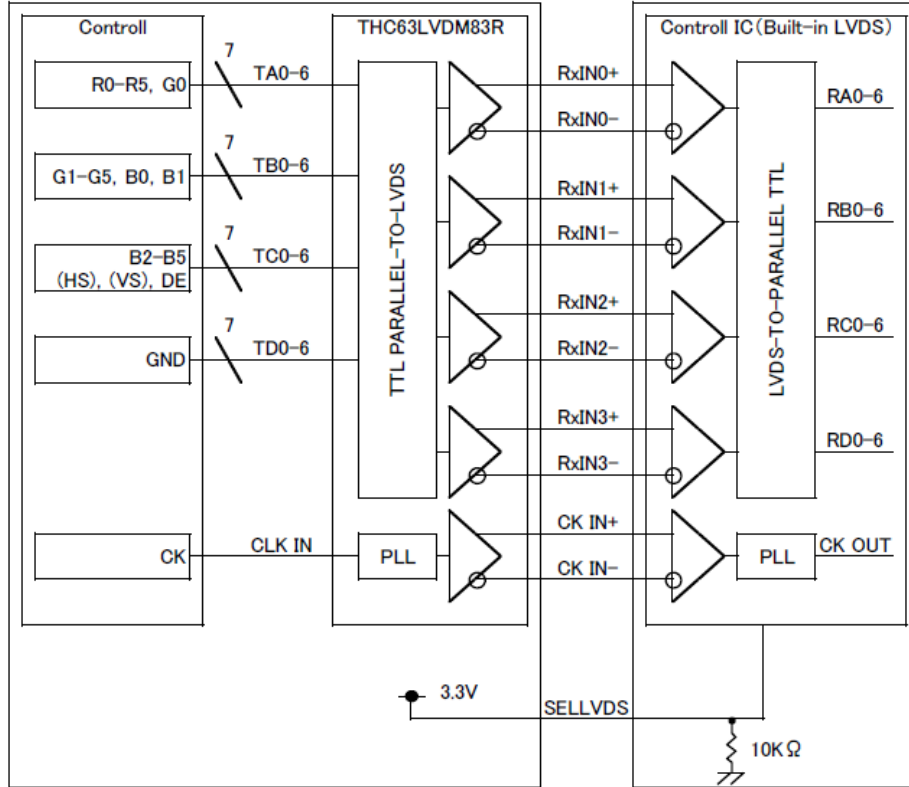 Controll
THC63LVDM83R
Controll IC(Built-in LVDS)
R0-R5, G0
7
TA0-6
RxIN0+
RxIN0-
RA0-6
G1-G5, B0, B1
7
TB0-6
RxIN1+
RxIN1-
RB0-6
B2-B5
(HS), (VS), DE
7
TC0-6
RxIN2+
RxIN2-
RC0-6
GND
7
TD0-6
RxIN3+
RxIN3-
RD0-6
TTL PARALLEL-TO-LVDS
LVDS-TO-PARALLEL TTL
CK
CLK IN
PLL
CK IN+
CK IN-
PLL
CK OUT
3.3V
SELLVDS
10KΩ